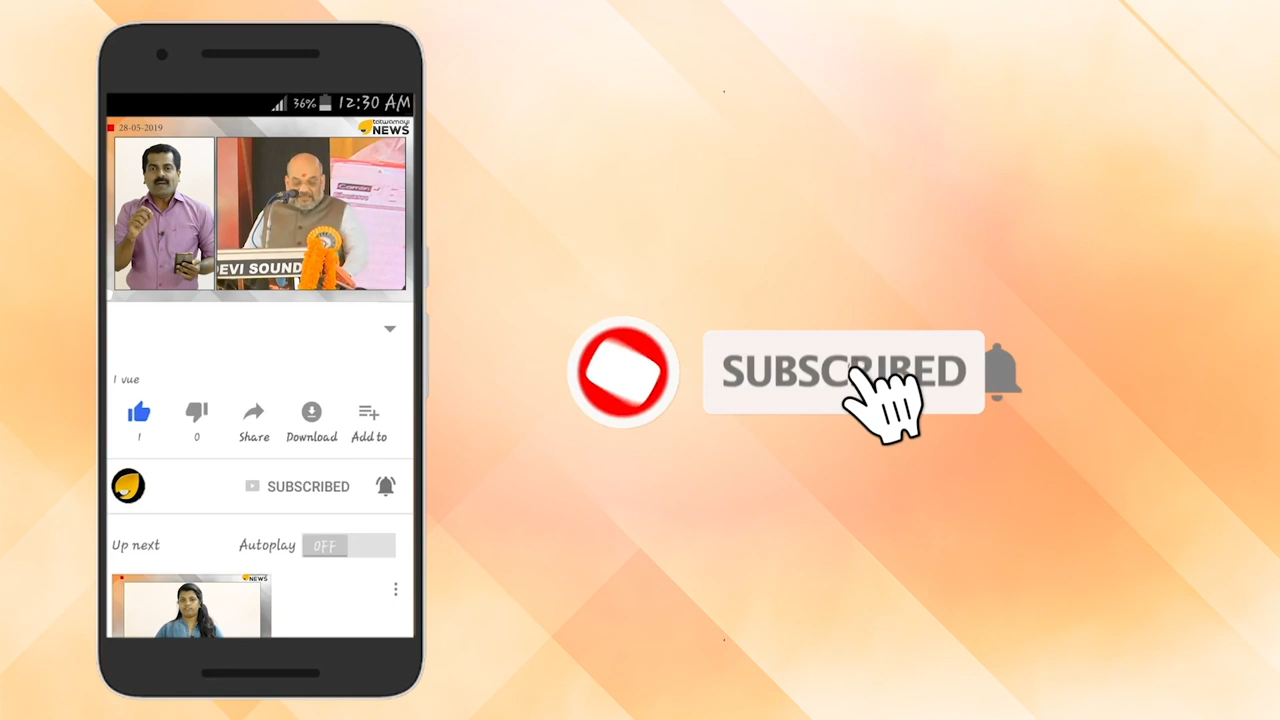 36% 12:30 AM
28-05-2019
tatwamayi
NEWS
DEVI SOUND
1 vue
1
0
Share
Download
Add to
SUBSCRIBED
Up next
Autoplay
OFF
NEWS
SUBSCRIBED